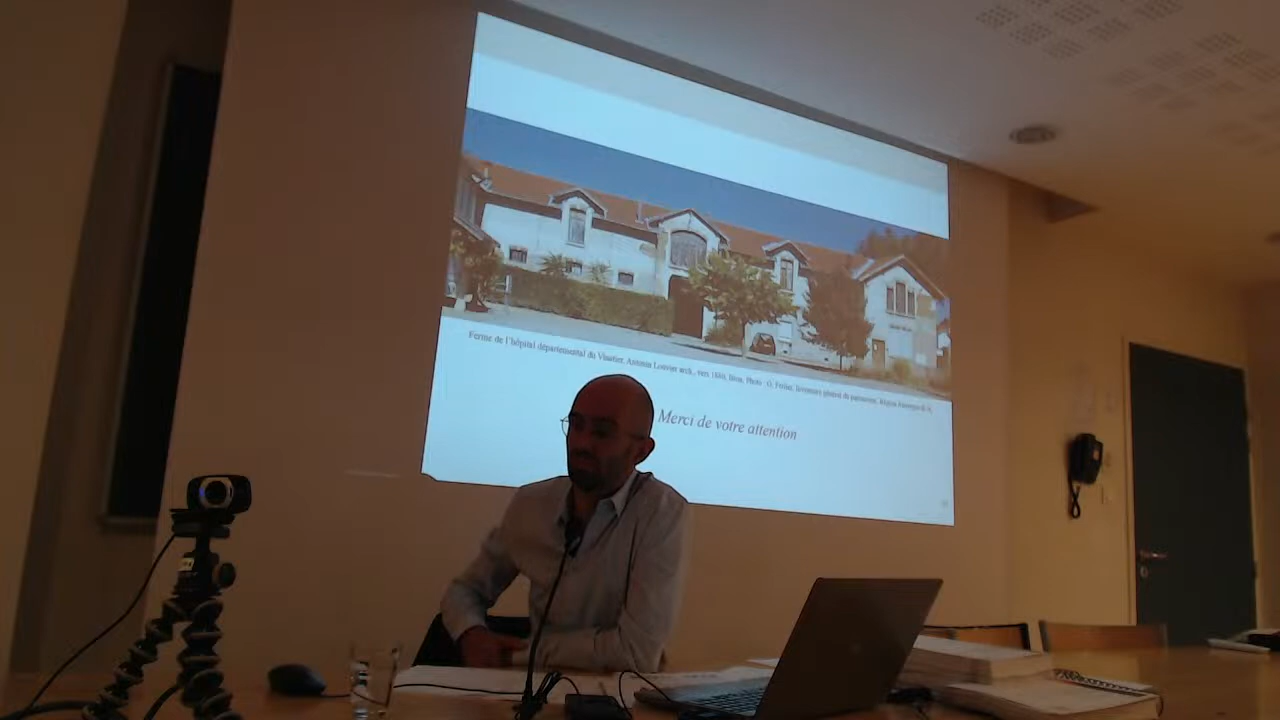 Ferme de l'hôpital départemental du Vinatier, Antonin Louvier arch., vers 1880, Bron, Photo : O. Ferlet, Inventaire général du patrimoine, Région Auvergne-R-A,
Merci de votre attention